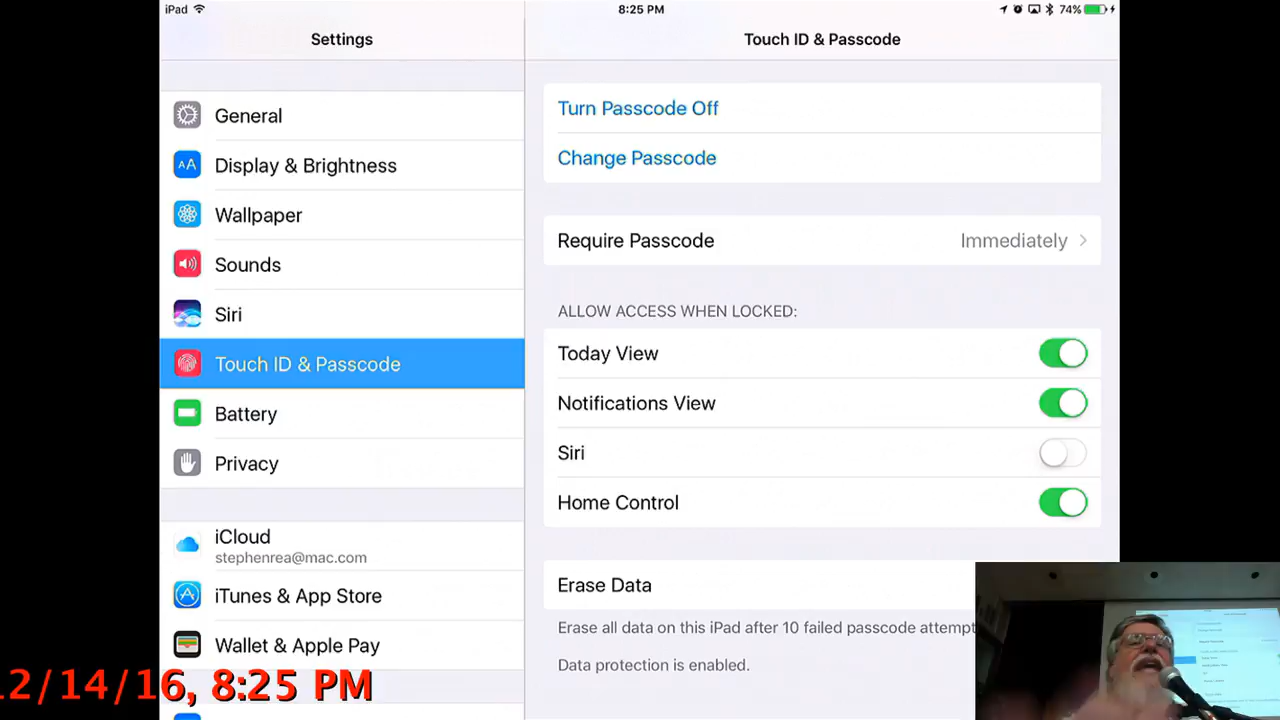 iPad
8:25 PM
74%
Settings
Touch ID & Passcode
General
Display & Brightness
Wallpaper
Sounds
Siri
Touch ID & Passcode
Battery
Privacy
iCloud
stephenrea@mac.com
iTunes & App Store
Wallet & Apple Pay
Turn Passcode Off
Change Passcode
Require Passcode Immediately
ALLOW ACCESS WHEN LOCKED:
Today View
Notifications View
Siri
Home Control
Erase Data
Erase all data on this iPad after 10 failed passcode attempt
Data protection is enabled.
12/14/16, 8:25 PM